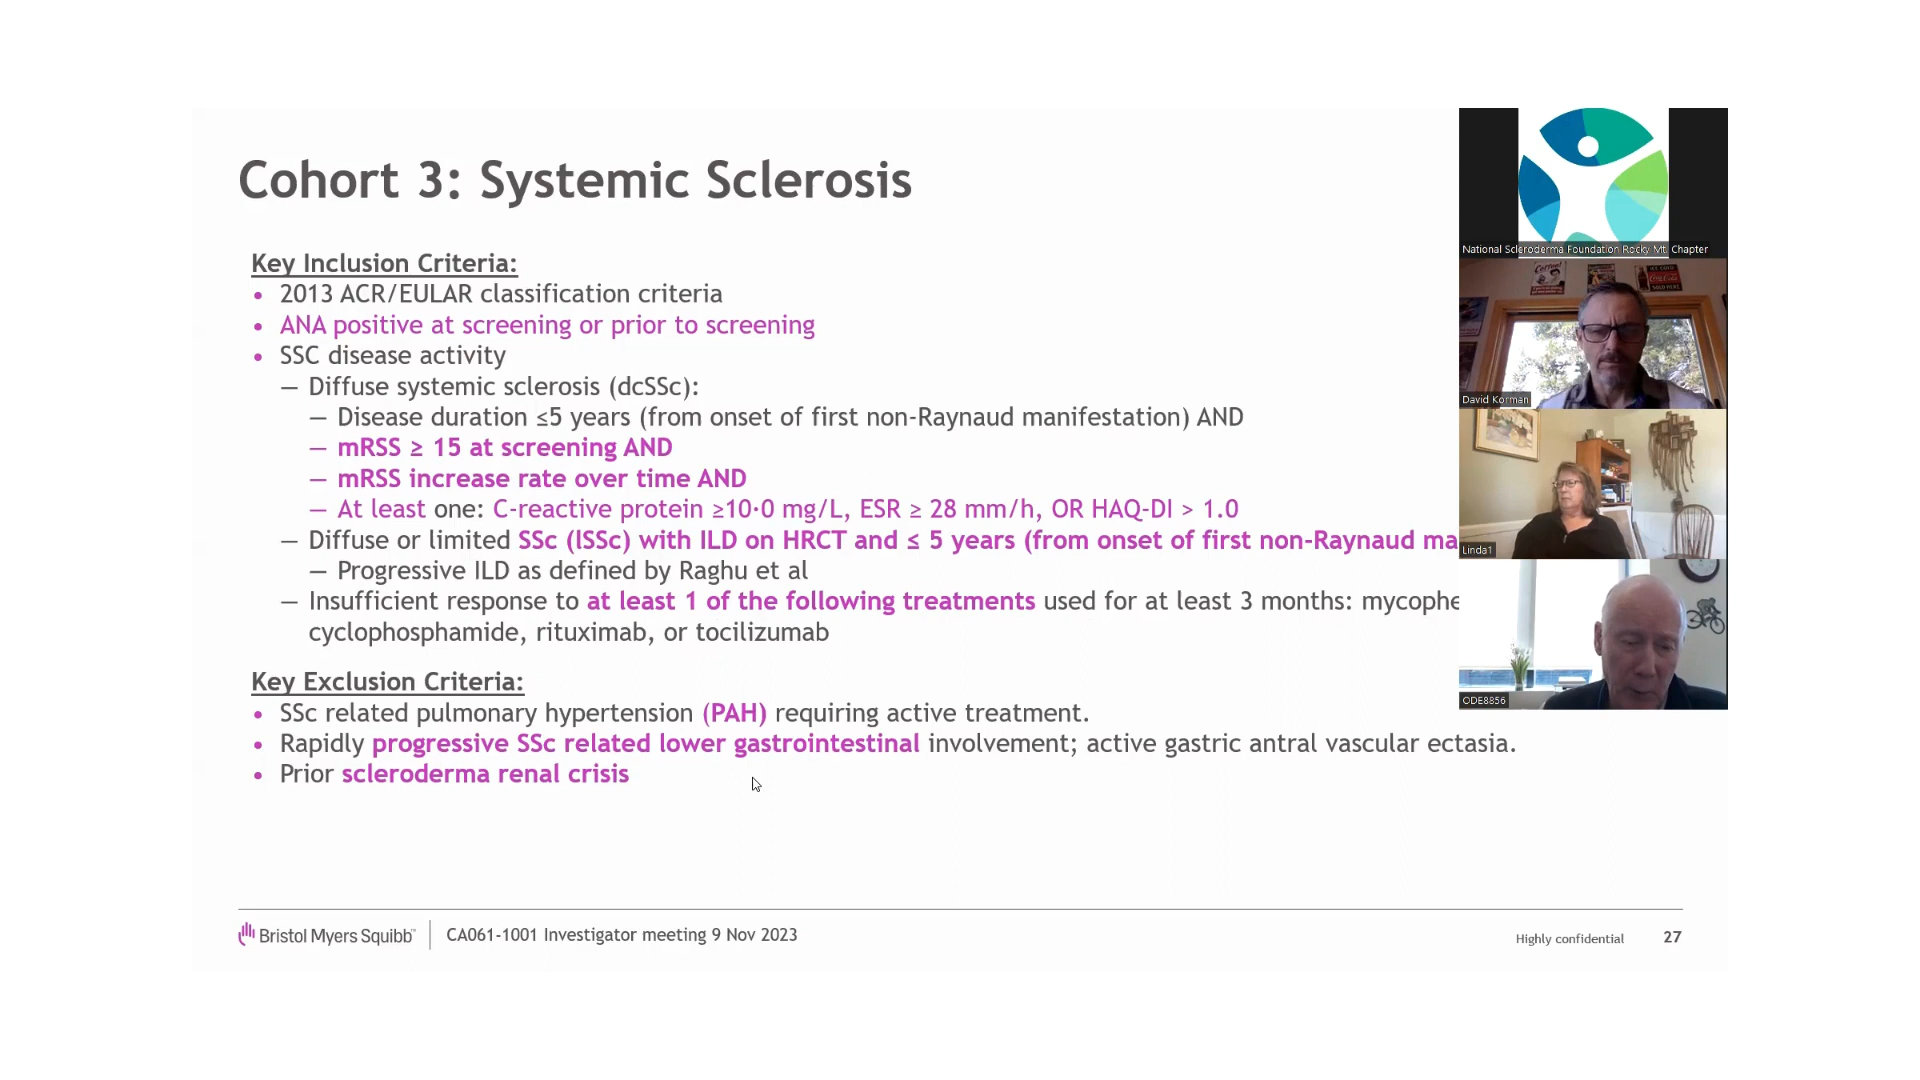 Cohort 3: Systemic Sclerosis
Key Inclusion Criteria:
• 2013 ACR/EULAR classification criteria
• ANA positive at screening or prior to screening
• SSC disease activity
— Diffuse systemic sclerosis (dcSSc):
— Disease duration ≤5 years (from onset of first non-Raynaud manifestation) AND
— mRSS ≥ 15 at screening AND
— mRSS increase rate over time AND
— At least one: C-reactive protein ≥10·0 mg/L, ESR ≥ 28 mm/h, OR HAQ-DI > 1.0
— Diffuse or limited SSc (lSSc) with ILD on HRCT and ≤ 5 years (from onset of first non-Raynaud ma
— Progressive ILD as defined by Raghu et al
— Insufficient response to at least 1 of the following treatments used for at least 3 months: mycophe
cyclophosphamide, rituximab, or tocilizumab
Key Exclusion Criteria:
• SSc related pulmonary hypertension (PAH) requiring active treatment.
• Rapidly progressive SSc related lower gastrointestinal involvement; active gastric antral vascular ectasia.
• Prior scleroderma renal crisis
Bristol Myers Squibb™
CA061-1001 Investigator meeting 9 Nov 2023
Highly confidential
27
National Scleroderma Foundation Rocky Mt. Chapter
David Korman
Linda1
ODE8856